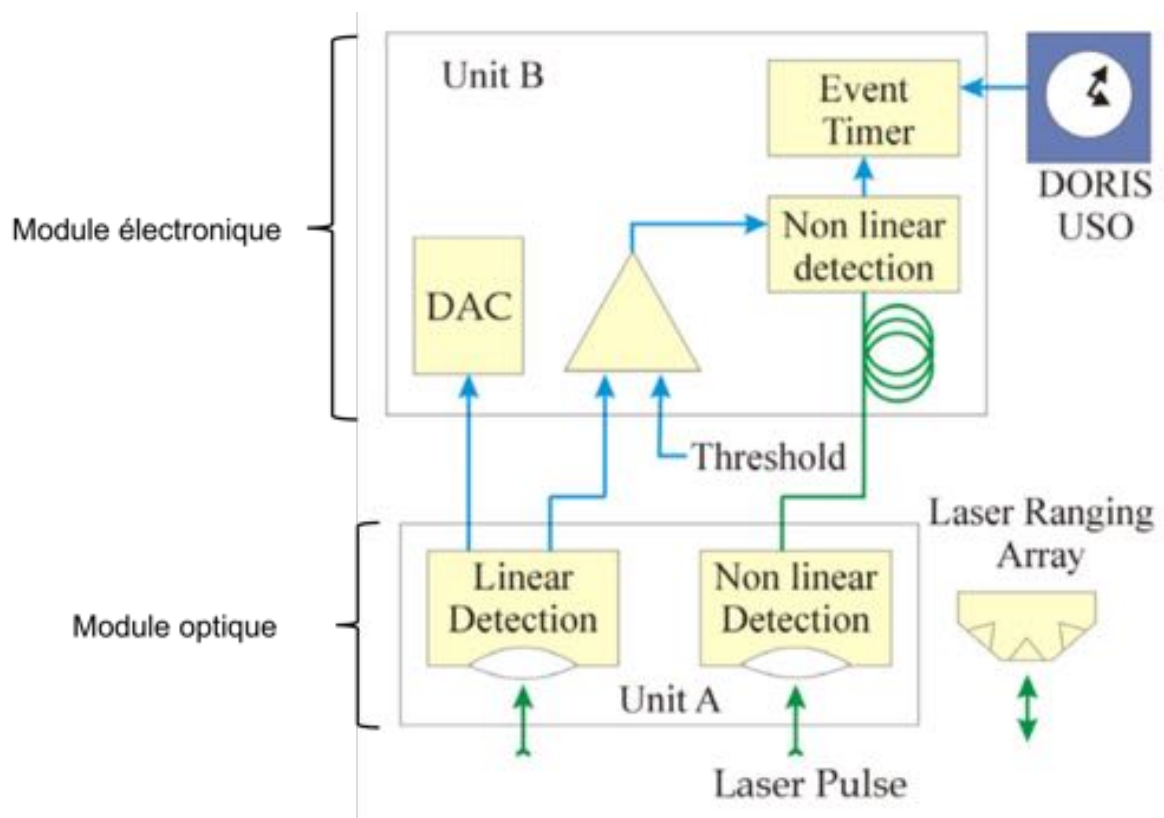 Unit B
Event
Timer
DORIS
USO
Module électronique
Non linear
detection
DAC
Threshold
Laser Ranging
Array
Module optique
Linear
Detection
Non linear
Detection
Unit A
Laser Pulse